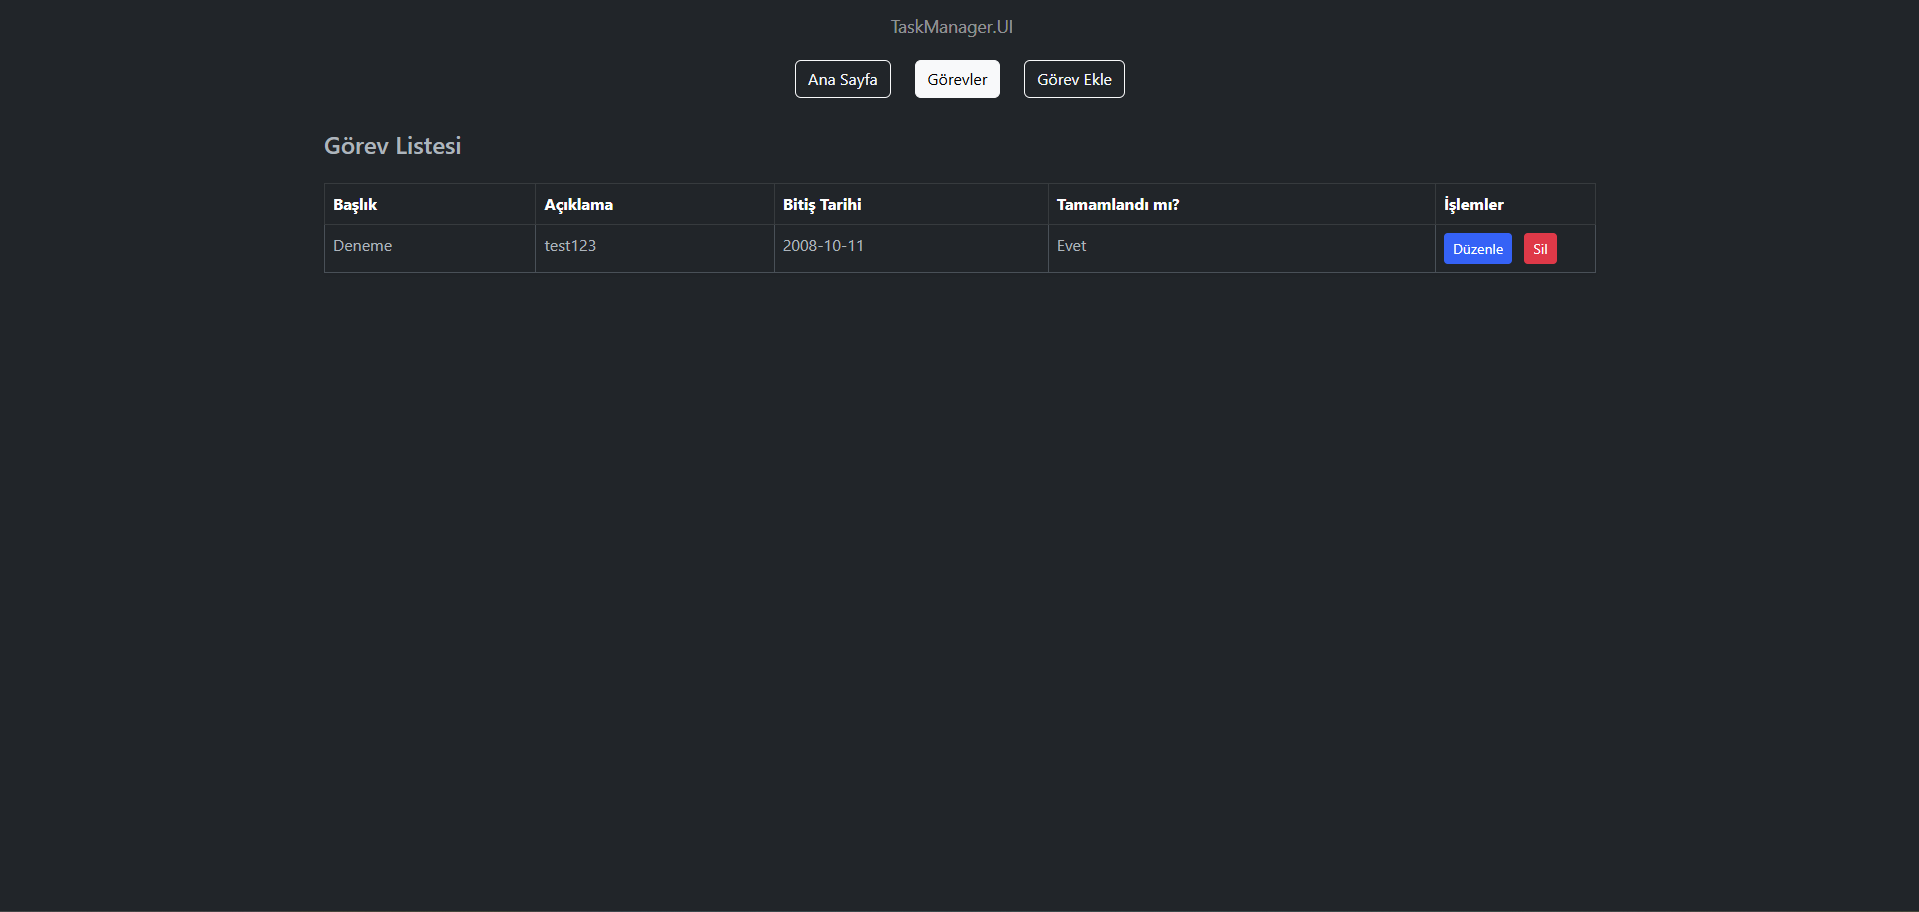 TaskManager.UI
Ana Sayfa Görevler Görev Ekle
Görev Listesi
Başlık Açıklama Bitiş Tarihi Tamamlandı mı? İşlemler
Deneme test123 2008-10-11 Evet Düzenle Sil